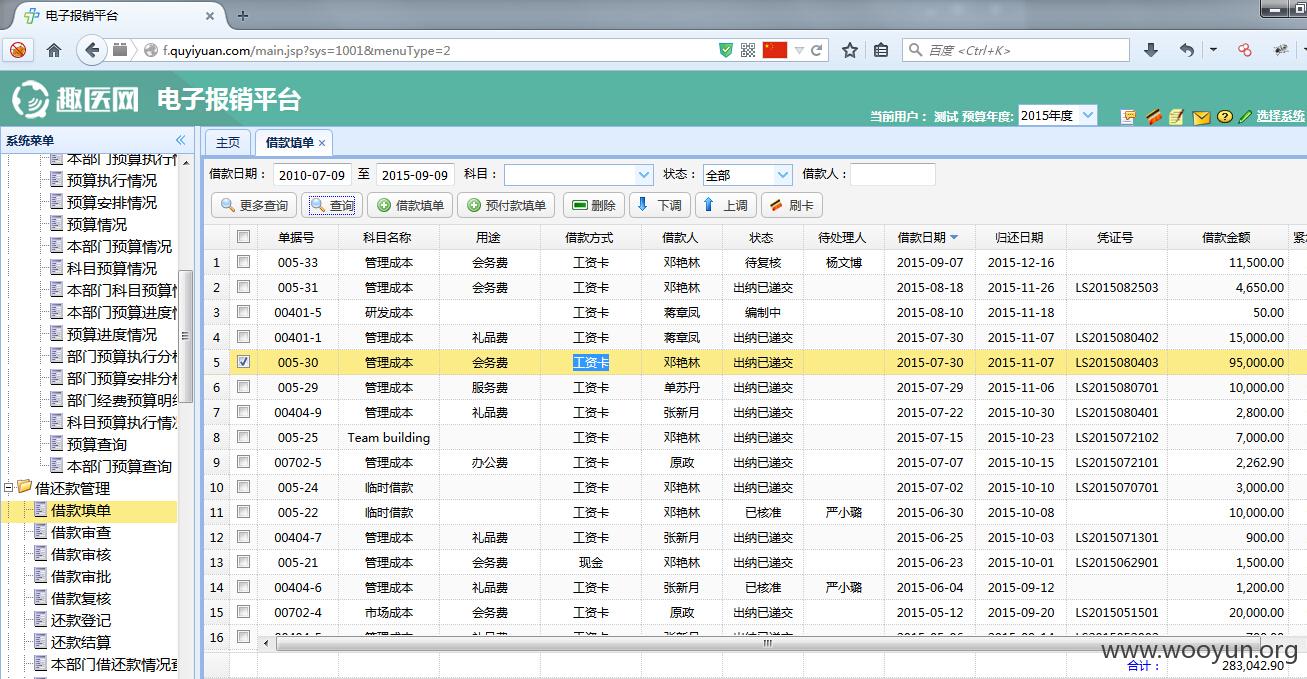 电子报销平台
f.quyiyuan.com/main.jsp?sys=1001&menuType=2
百度 <Ctrl+K>
趣医网 电子报销平台
当前用户： 测试 预算年度： 2015年度 选择系统
系统菜单
本部门预算执行情
预算执行情况
预算安排情况
预算情况
本部门预算情况
科目预算情况
本部门科目预算情
本部门预算进度情
预算进度情况
部门预算执行分析
部门预算安排分析
部门经费预算明细
科目预算执行情况
预算查询
本部门预算查询
借还款管理
借款填单
借款审查
借款审核
借款审批
借款复核
还款登记
还款结算
本部门借还款情况查
主页 借款填单
借款日期： 2010-07-09 至 2015-09-09 科目： 状态： 全部 借款人：
更多查询 查询 借款填单 预付款填单 删除 下调 上调 刷卡
单据号 科目名称 用途 借款方式 借款人 状态 待处理人 借款日期 归还日期 凭证号 借款金额
1 005-33 管理成本 会务费 工资卡 邓艳林 待复核 杨文博 2015-09-07 2015-12-16 11,500.00
2 005-31 管理成本 会务费 工资卡 邓艳林 出纳已递交 2015-08-18 2015-11-26 LS2015082503 4,650.00
3 00401-5 研发成本 工资卡 蒋章凤 编制中 2015-08-10 2015-11-18 50.00
4 00401-1 管理成本 礼品费 工资卡 蒋章凤 出纳已递交 2015-07-30 2015-11-07 LS2015080402 15,000.00
5 005-30 管理成本 会务费 工资卡 邓艳林 出纳已递交 2015-07-30 2015-11-07 LS2015080403 95,000.00
6 005-29 管理成本 服务费 工资卡 单苏丹 出纳已递交 2015-07-29 2015-11-06 LS2015080701 10,000.00
7 00404-9 管理成本 礼品费 工资卡 张新月 出纳已递交 2015-07-22 2015-10-30 LS2015080401 2,800.00
8 005-25 Team building 工资卡 邓艳林 出纳已递交 2015-07-15 2015-10-23 LS2015072102 7,000.00
9 00702-5 管理成本 办公费 工资卡 原政 出纳已递交 2015-07-07 2015-10-15 LS2015072101 2,262.90
10 005-24 临时借款 工资卡 邓艳林 出纳已递交 2015-07-02 2015-10-10 LS2015070701 3,000.00
11 005-22 临时借款 工资卡 邓艳林 已核准 严小璐 2015-06-30 2015-10-08 10,000.00
12 00404-7 管理成本 礼品费 工资卡 张新月 出纳已递交 2015-06-25 2015-10-03 LS2015071301 900.00
13 005-21 管理成本 会务费 现金 邓艳林 出纳已递交 2015-06-23 2015-10-01 LS2015062901 1,500.00
14 00404-6 管理成本 礼品费 工资卡 张新月 已核准 严小璐 2015-06-04 2015-09-12 1,200.00
15 00702-4 市场成本 会务费 工资卡 原政 出纳已递交 2015-05-12 2015-09-20 LS2015051501 20,000.00
16
合计： 283,042.90
www.wooyun.org